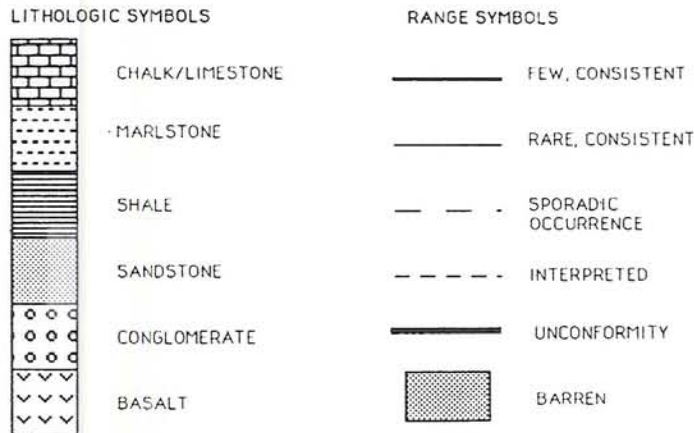 LITHOLOGIC SYMBOLS
CHALK/LIMESTONE
MARLSTONE
SHALE
SANDSTONE
CONGLOMERATE
BASALT
RANGE SYMBOLS
FEW, CONSISTENT
RARE, CONSISTENT
SPORADIC
OCCURRENCE
INTERPRETED
UNCONFORMITY
BARREN